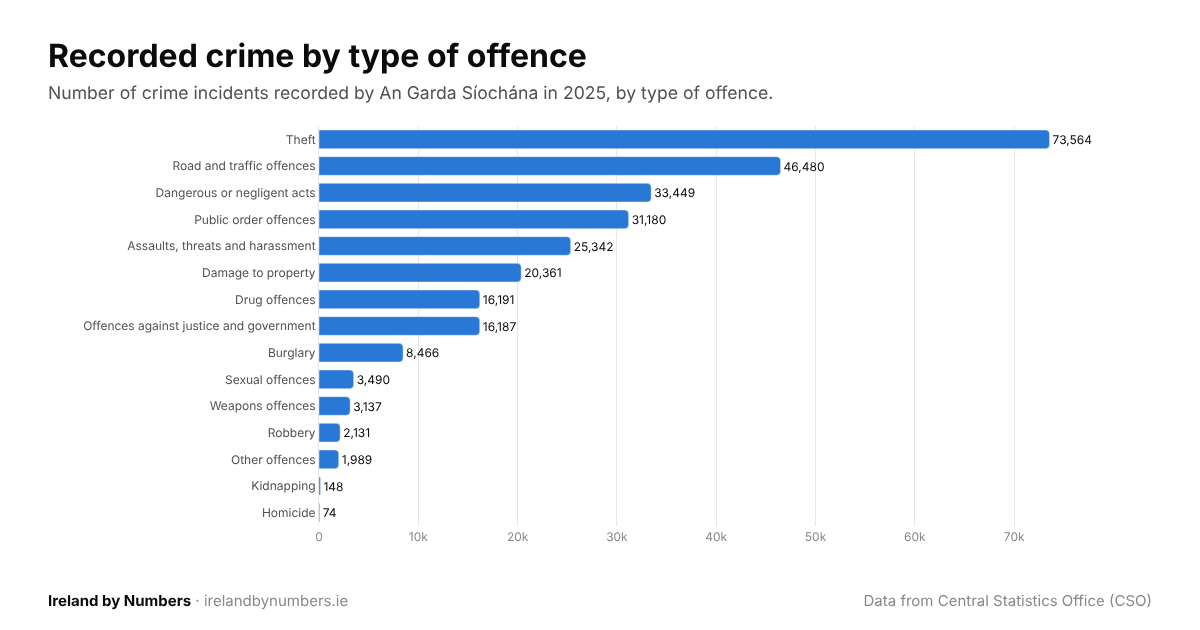 Recorded crime by type of offence
Number of crime incidents recorded by An Garda Síochána in 2025, by type of offence.
Theft 73,564
Road and traffic offences 46,480
Dangerous or negligent acts 33,449
Public order offences 31,180
Assaults, threats and harassment 25,342
Damage to property 20,361
Drug offences 16,191
Offences against justice and government 16,187
Burglary 8,466
Sexual offences 3,490
Weapons offences 3,137
Robbery 2,131
Other offences 1,989
Kidnapping 148
Homicide 74
0 10k 20k 30k 40k 50k 60k 70k
Ireland by Numbers · irelandbynumbers.ie Data from Central Statistics Office (CSO)